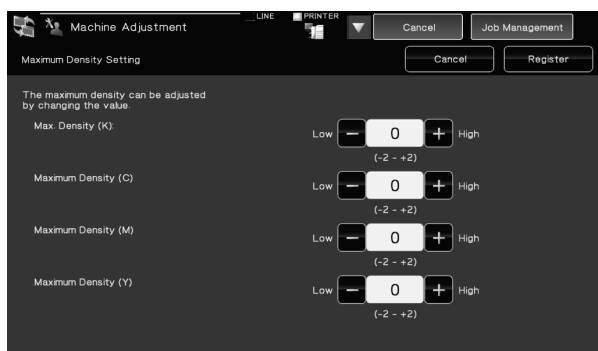 LINE PRINTER
Machine Adjustment Cancel Job Management
Maximum Density Setting Cancel Register
The maximum density can be adjusted
by changing the value.
Max. Density (K): Low − 0 + High
(-2 - +2)
Maximum Density (C) Low − 0 + High
(-2 - +2)
Maximum Density (M) Low − 0 + High
(-2 - +2)
Maximum Density (Y) Low − 0 + High
(-2 - +2)